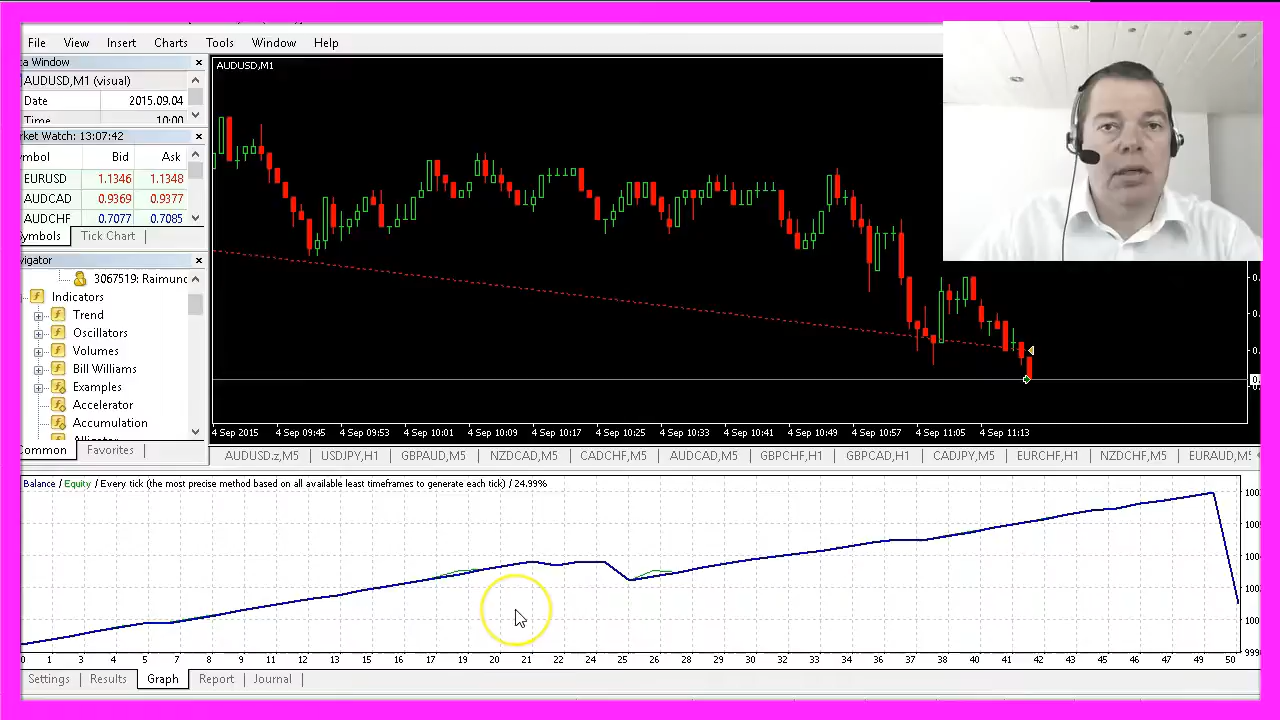 File View Insert Charts Tools Window Help
ta Window
AUDUSD,M1 (visual)
Date 2015.09.04
Time 10:00
rket Watch: 13:07:42
ymbol Bid Ask
EURUSD 1.1346 1.1348
AUDCAD 0.9369 0.9377
AUDCHF 0.7077 0.7085
ymbols Tick Chart
vigator
3067519: Raimund
Indicators
Trend
Oscillators
Volumes
Bill Williams
Examples
Accelerator
Accumulation
Common Favorites
AUDUSD,M1
4 Sep 2015 4 Sep 09:45 4 Sep 09:53 4 Sep 10:01 4 Sep 10:09 4 Sep 10:17 4 Sep 10:25 4 Sep 10:33 4 Sep 10:41 4 Sep 10:49 4 Sep 10:57 4 Sep 11:05 4 Sep 11:13
AUDUSD.z,M5 USDJPY,H1 GBPAUD,M5 NZDCAD,M5 CADCHF,M5 AUDCAD,M5 GBPCHF,H1 GBPCAD,H1 CADJPY,M5 EURCHF,H1 NZDCHF,M5 EURAUD,M5
Balance / Equity / Every tick (the most precise method based on all available least timeframes to generate each tick) / 24.99%
0 1 3 4 5 7 8 9 11 12 13 15 16 17 19 20 21 22 24 25 26 28 29 30 32 33 34 36 37 38 40 41 42 43 45 46 47 49 50
Settings Results Graph Report Journal